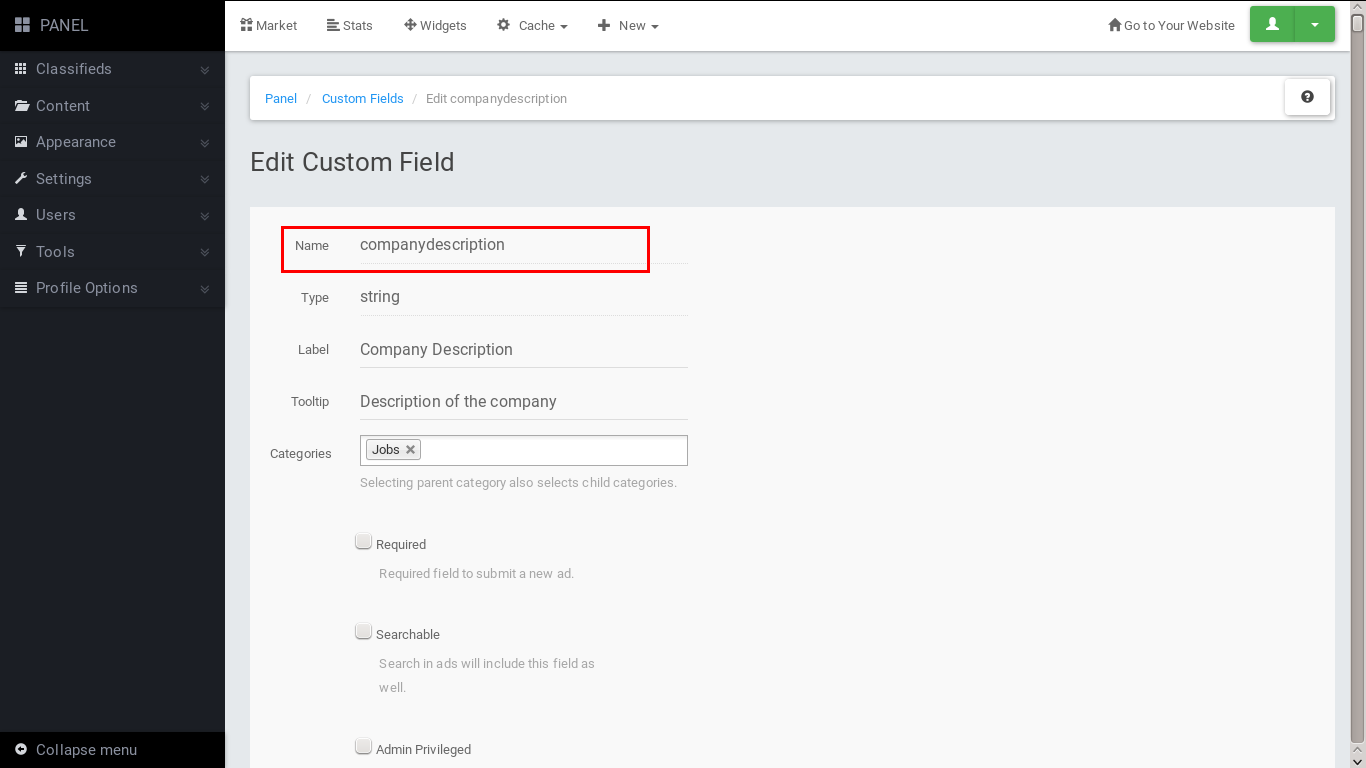 PANEL
Market Stats Widgets Cache New Go to Your Website
Classifieds
Content
Appearance
Settings
Users
Tools
Profile Options
Collapse menu
Panel / Custom Fields / Edit companydescription
Edit Custom Field
Name companydescription
Type string
Label Company Description
Tooltip Description of the company
Categories Jobs
Selecting parent category also selects child categories.
Required
Required field to submit a new ad.
Searchable
Search in ads will include this field as
well.
Admin Privileged